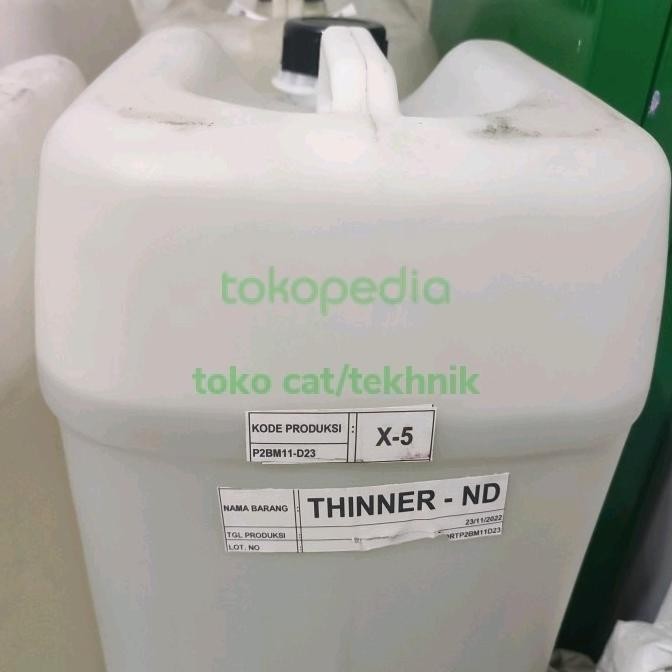 tokopedia
toko cat/tekhnik
KODE PRODUKSI : X-5
P2BM11-D23
NAMA BARANG : THINNER - ND
TGL PRODUKSI : 23/11/2022
LOT. NO RTP2BM11D23